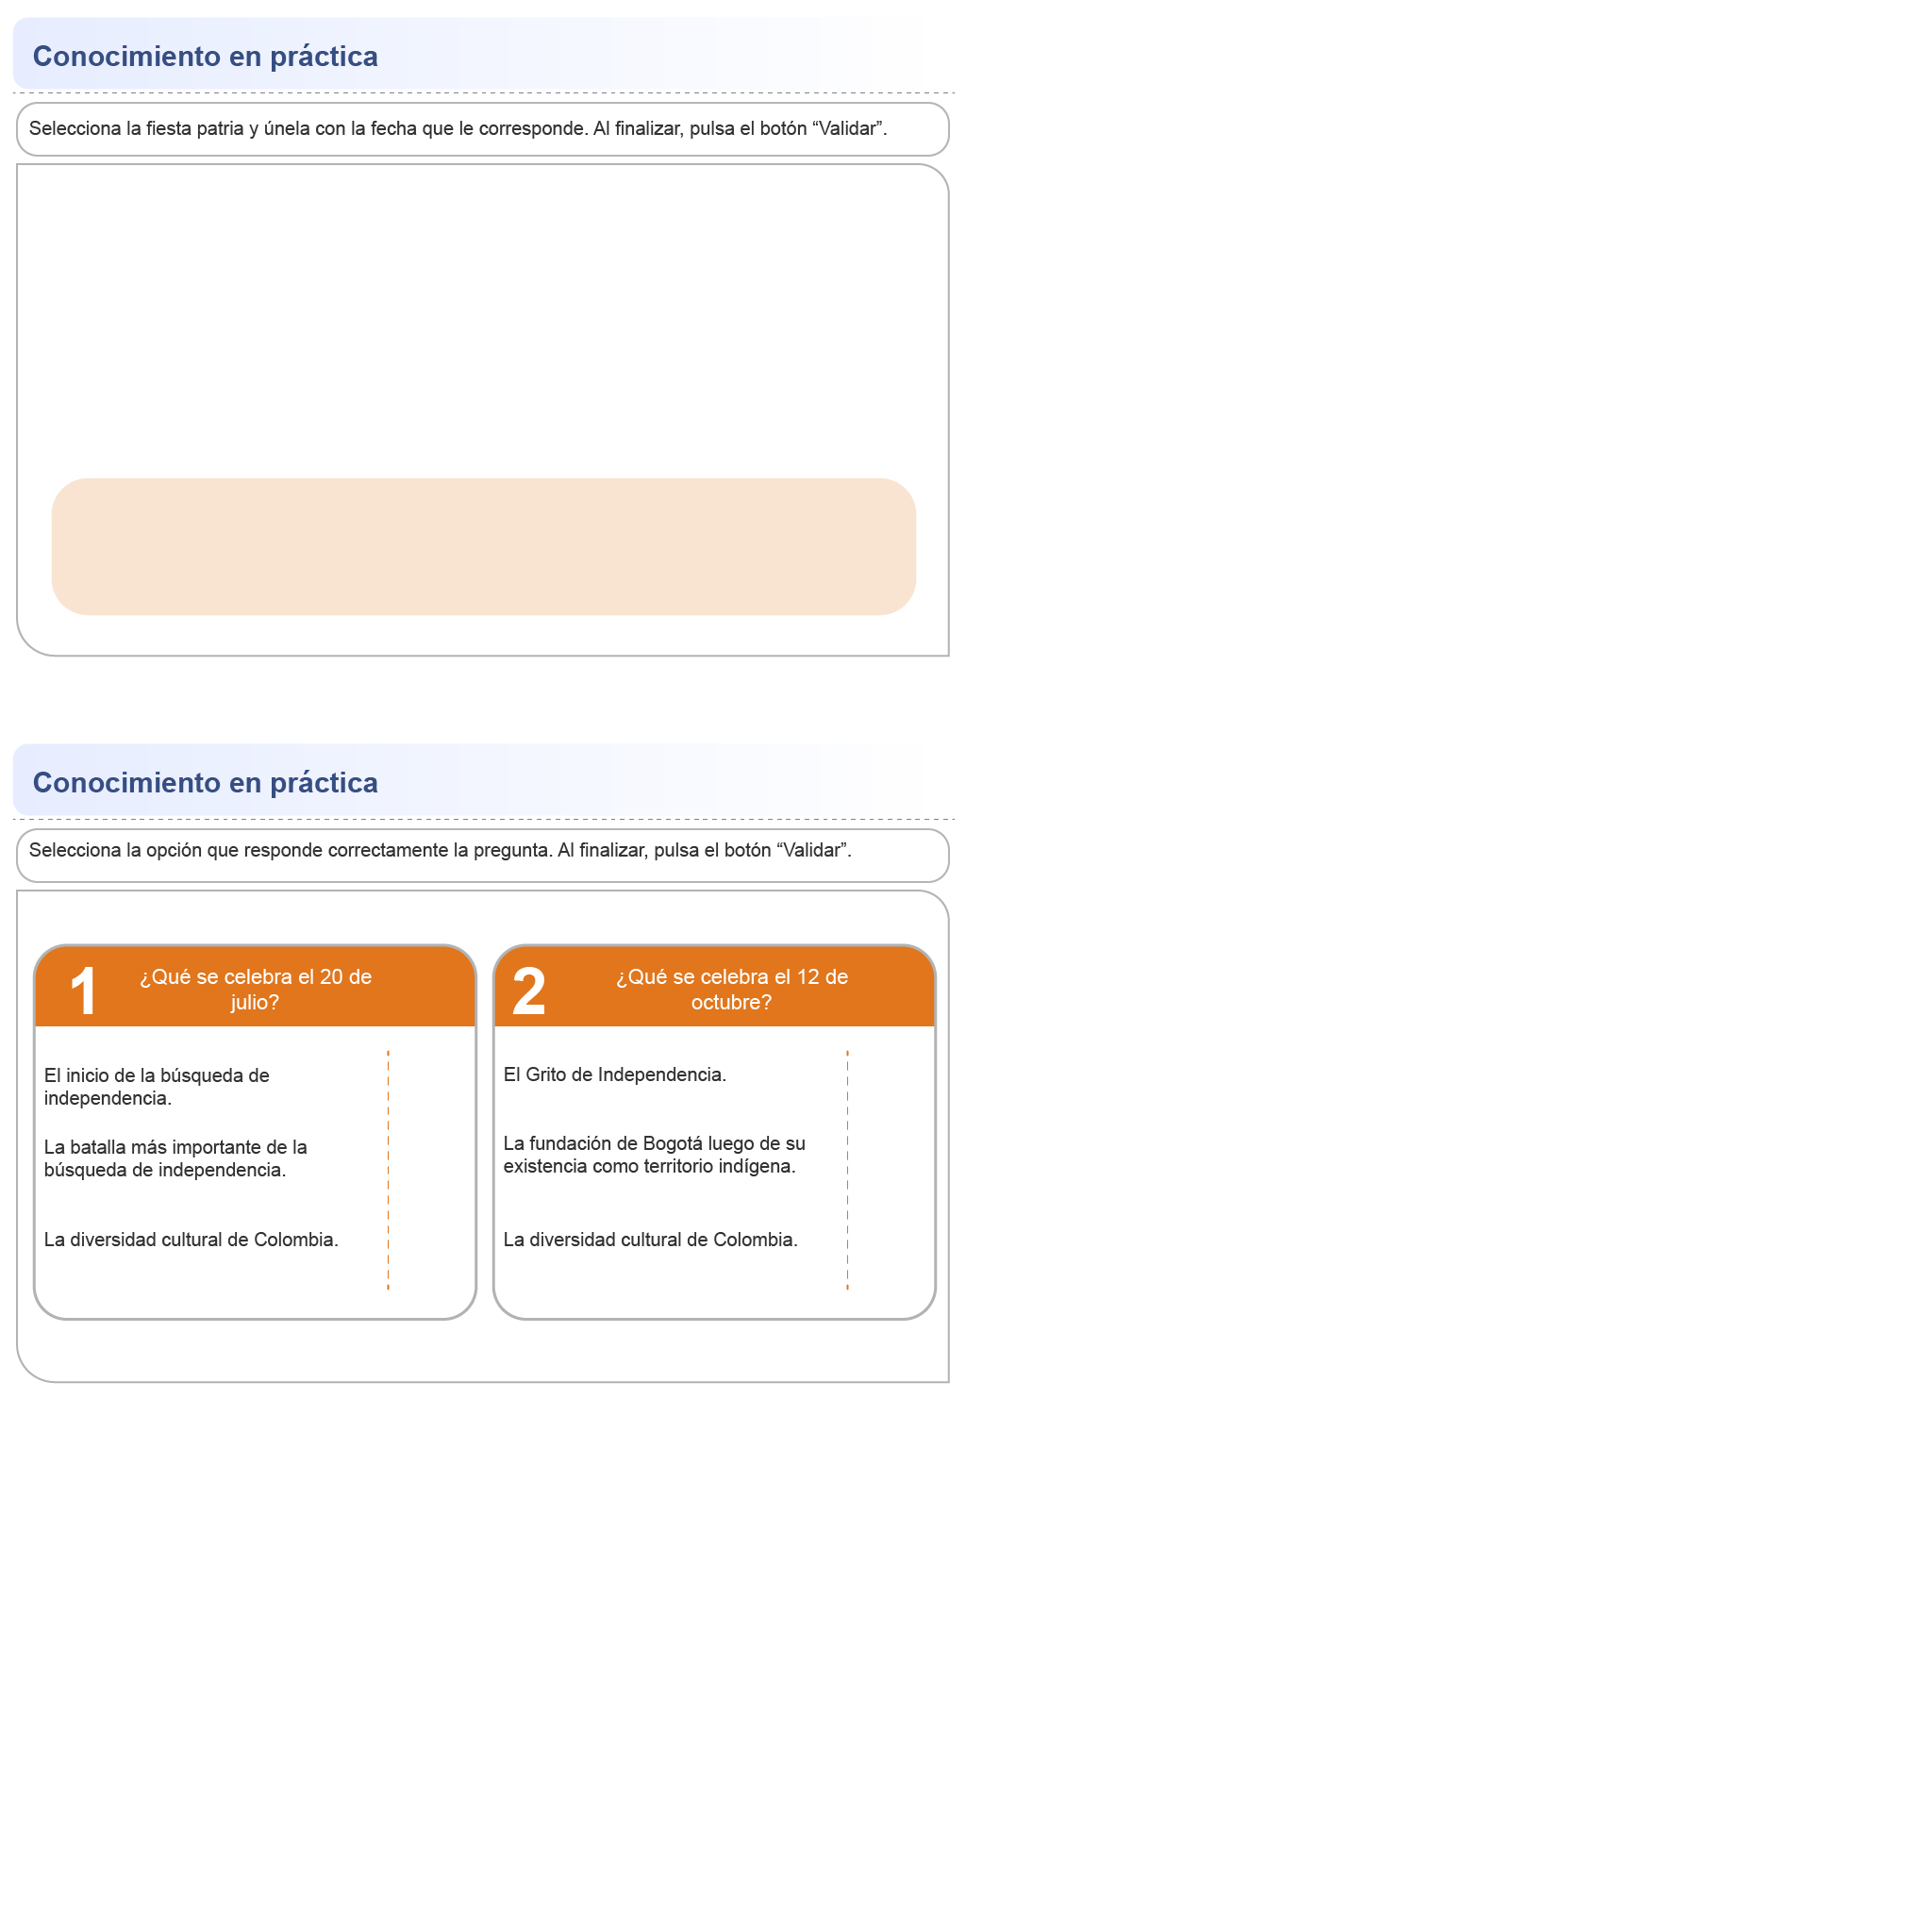 Conocimiento en práctica
Selecciona la fiesta patria y únela con la fecha que le corresponde. Al finalizar, pulsa el botón “Validar”.
Conocimiento en práctica
Selecciona la opción que responde correctamente la pregunta. Al finalizar, pulsa el botón “Validar”.
1
¿Qué se celebra el 20 de
julio?
El inicio de la búsqueda de
independencia.
La batalla más importante de la
búsqueda de independencia.
La diversidad cultural de Colombia.
2
¿Qué se celebra el 12 de
octubre?
El Grito de Independencia.
La fundación de Bogotá luego de su
existencia como territorio indígena.
La diversidad cultural de Colombia.